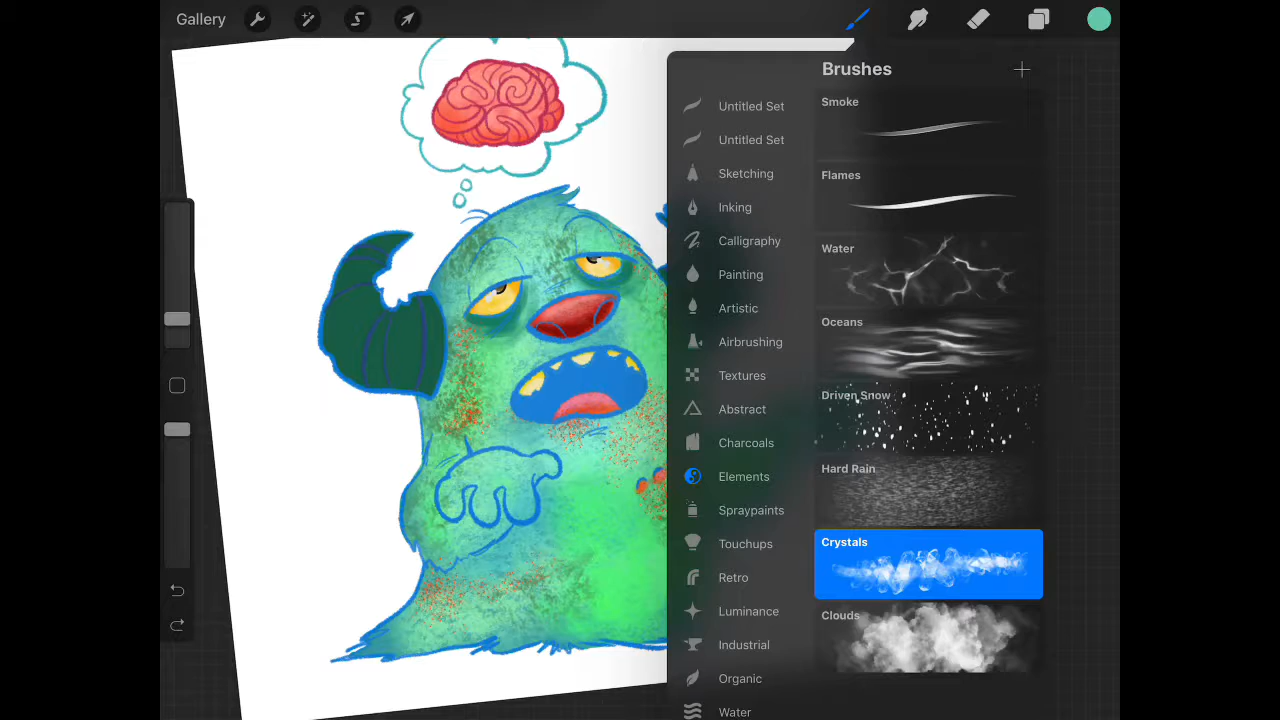 Gallery
Brushes
Untitled Set
Untitled Set
Sketching
Inking
Calligraphy
Painting
Artistic
Airbrushing
Textures
Abstract
Charcoals
Elements
Spraypaints
Touchups
Retro
Luminance
Industrial
Organic
Water
Smoke
Flames
Water
Oceans
Driven Snow
Hard Rain
Crystals
Clouds